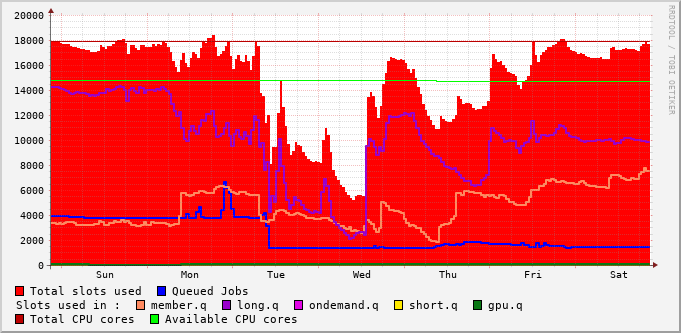 20000
18000
16000
14000
12000
10000
8000
6000
4000
2000
0
Sun Mon Tue Wed Thu Fri Sat
RRDTOOL / TOBI OETIKER
Total slots used Queued Jobs
Slots used in : member.q long.q ondemand.q short.q gpu.q
Total CPU cores Available CPU cores